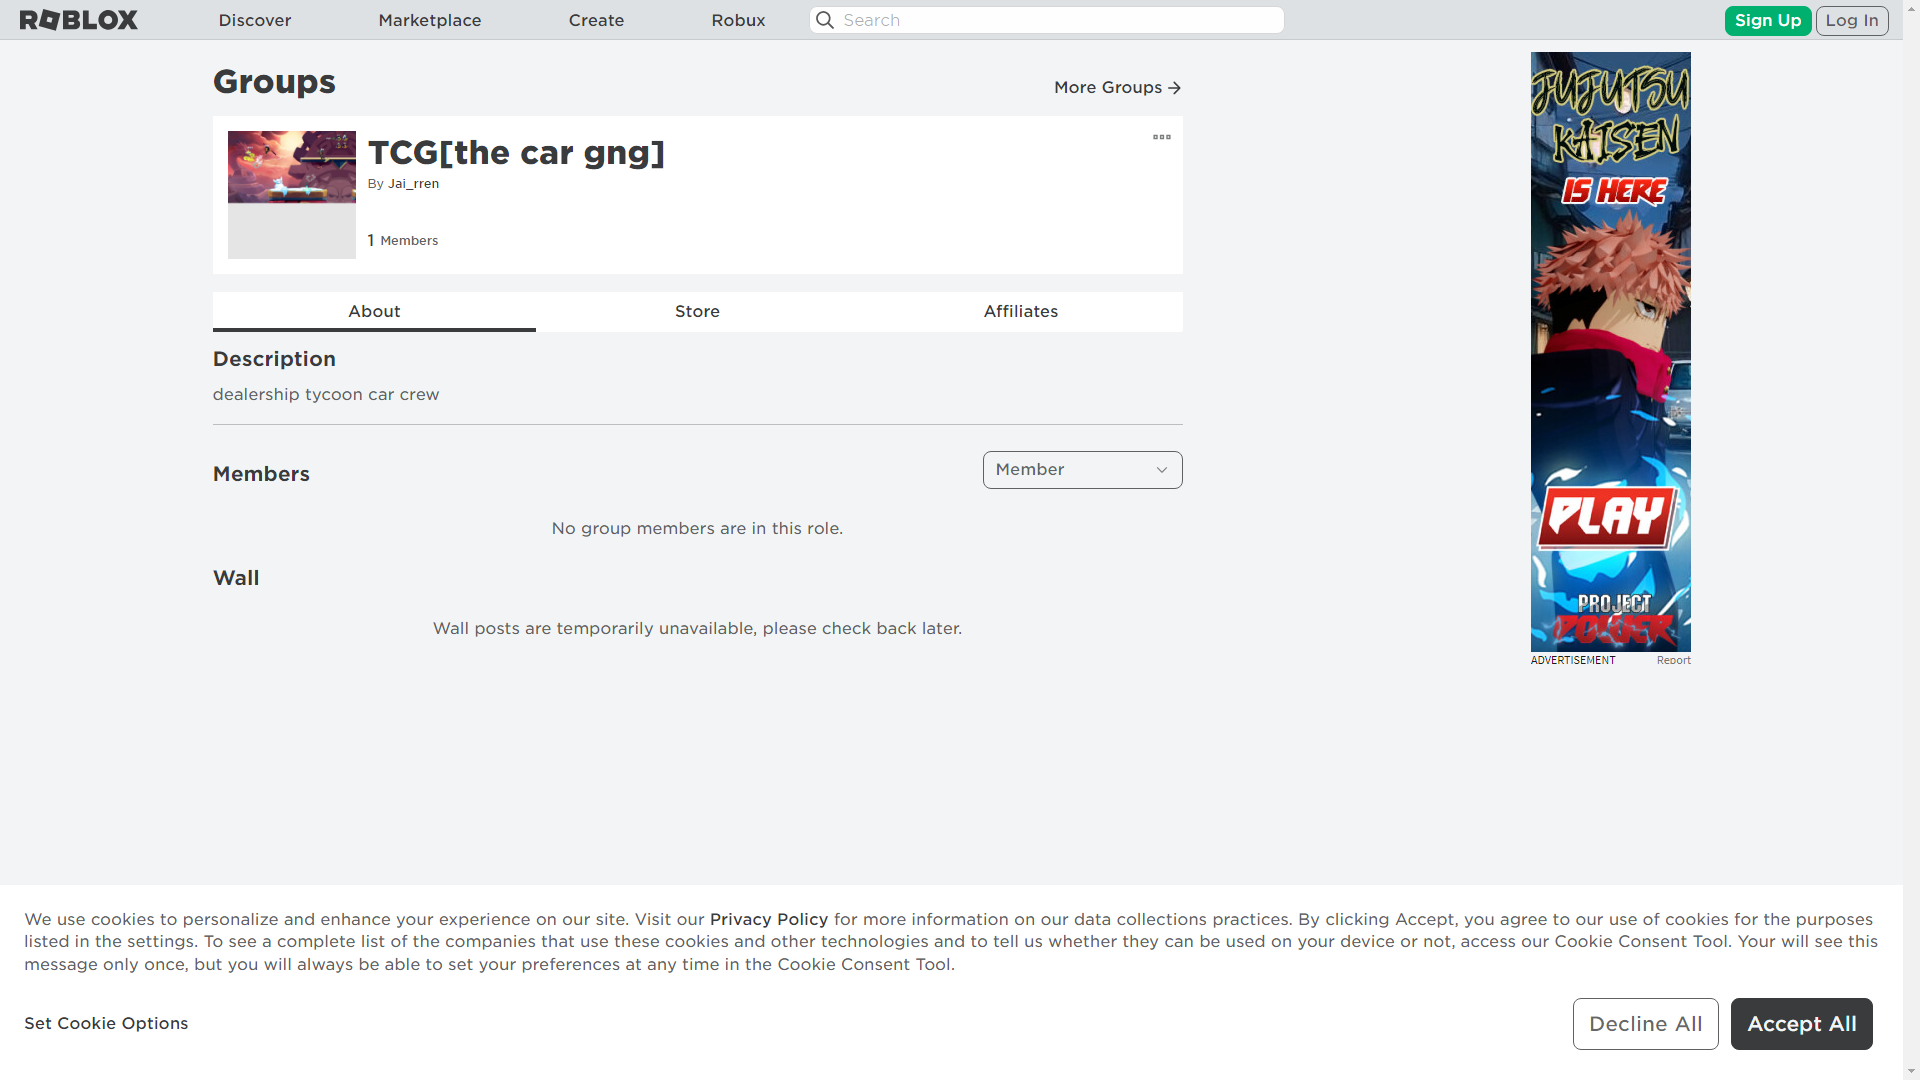 ROBLOX
Discover
Marketplace
Create
Robux
Search
Sign Up
Log In
Groups
More Groups
TCG[the car gng]
By Jai_rren
1 Members
About
Store
Affiliates
Description
dealership tycoon car crew
Members
Member
No group members are in this role.
Wall
Wall posts are temporarily unavailable, please check back later.
JUJUTSU
KAISEN
IS HERE
PLAY
PROJECT
POWER
ADVERTISEMENT
Report
We use cookies to personalize and enhance your experience on our site. Visit our Privacy Policy for more information on our data collections practices. By clicking Accept, you agree to our use of cookies for the purposes
listed in the settings. To see a complete list of the companies that use these cookies and other technologies and to tell us whether they can be used on your device or not, access our Cookie Consent Tool. Your will see this
message only once, but you will always be able to set your preferences at any time in the Cookie Consent Tool.
Set Cookie Options
Decline All
Accept All